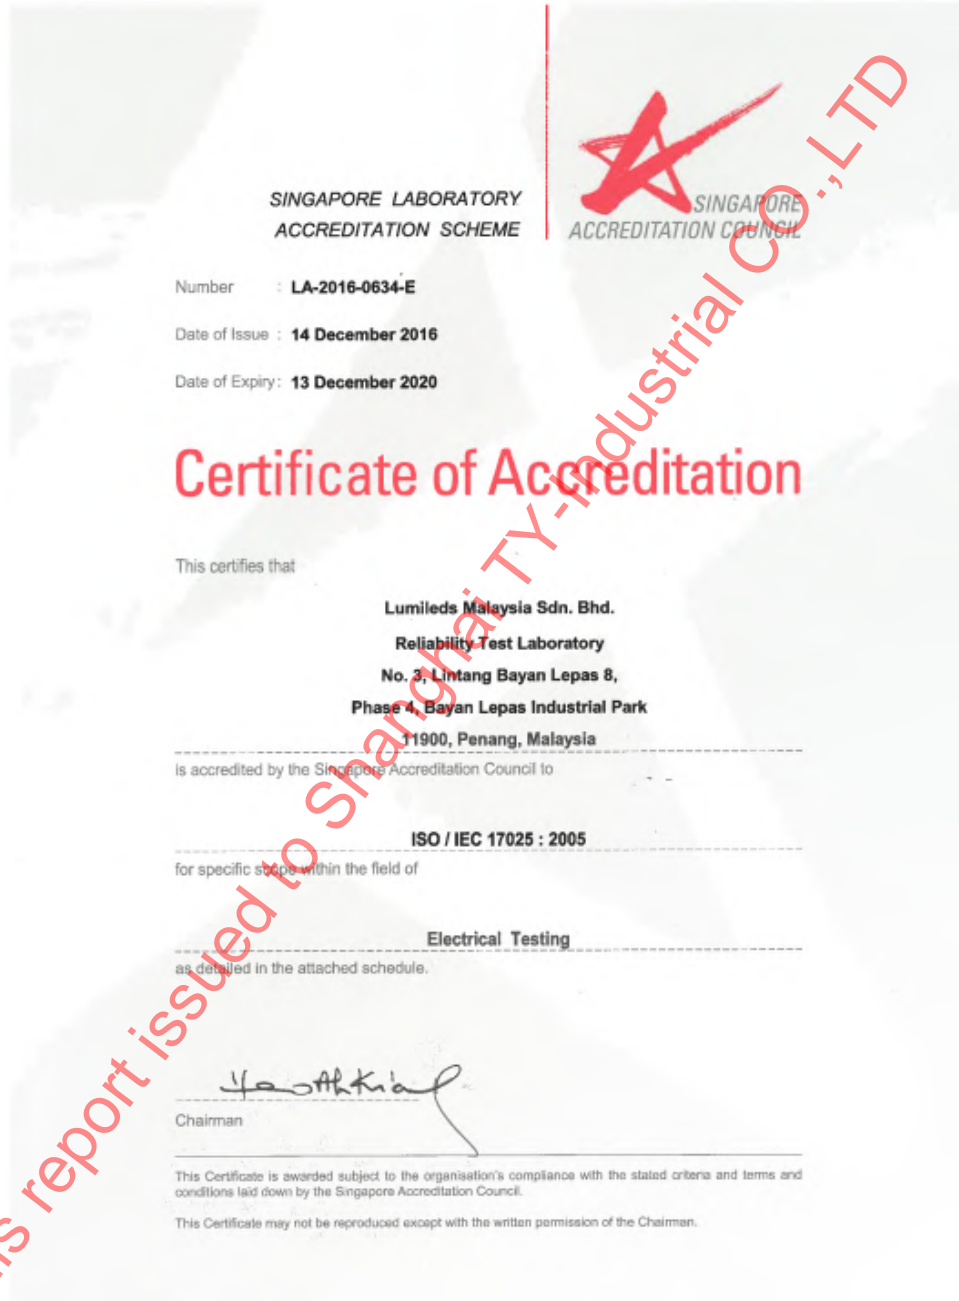 SINGAPORE LABORATORY
ACCREDITATION SCHEME
SINGAPORE
ACCREDITATION COUNCIL
Number : LA-2016-0634-E
Date of Issue : 14 December 2016
Date of Expiry: 13 December 2020
Certificate of Accreditation
This certifies that
Lumileds Malaysia Sdn. Bhd.
Reliability Test Laboratory
No. 3, Lintang Bayan Lepas 8,
Phase 4, Bayan Lepas Industrial Park
11900, Penang, Malaysia
is accredited by the Singapore Accreditation Council to
ISO / IEC 17025 : 2005
for specific scope within the field of
Electrical Testing
as detailed in the attached schedule.
Chairman
This Certificate is awarded subject to the organisation's compliance with the stated criteria and terms and
conditions laid down by the Singapore Accreditation Council.
This Certificate may not be reproduced except with the written permission of the Chairman.
report issued to Shanghai TY-Industrial CO.,LTD